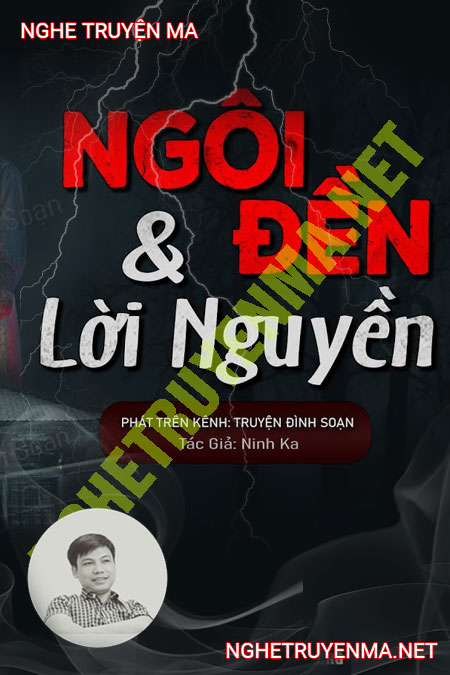 NGHE TRUYỆN MA
NGÔI
& ĐỀN
Lời Nguyền
PHÁT TRÊN KÊNH: TRUYỆN ĐÌNH SOẠN
Tác Giả: Ninh Ka
NGHETRUYENMA.NET
NGHETRUYENMA.NET